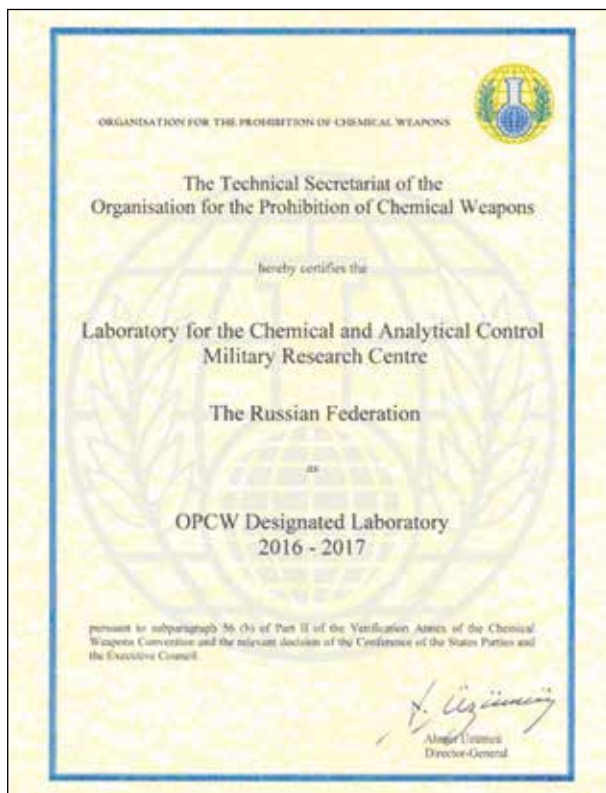 ORGANISATION FOR THE PROHIBITION OF CHEMICAL WEAPONS
The Technical Secretariat of the
Organisation for the Prohibition of Chemical Weapons
hereby certifies the
Laboratory for the Chemical and Analytical Control
Military Research Centre
The Russian Federation
as
OPCW Designated Laboratory
2016 - 2017
pursuant to subparagraph 56 (b) of Part II of the Verification Annex of the Chemical
Weapons Convention and the relevant decision of the Conference of the States Parties and
the Executive Council.
A. Üzümcü
Ahmet Üzümcü
Director-General